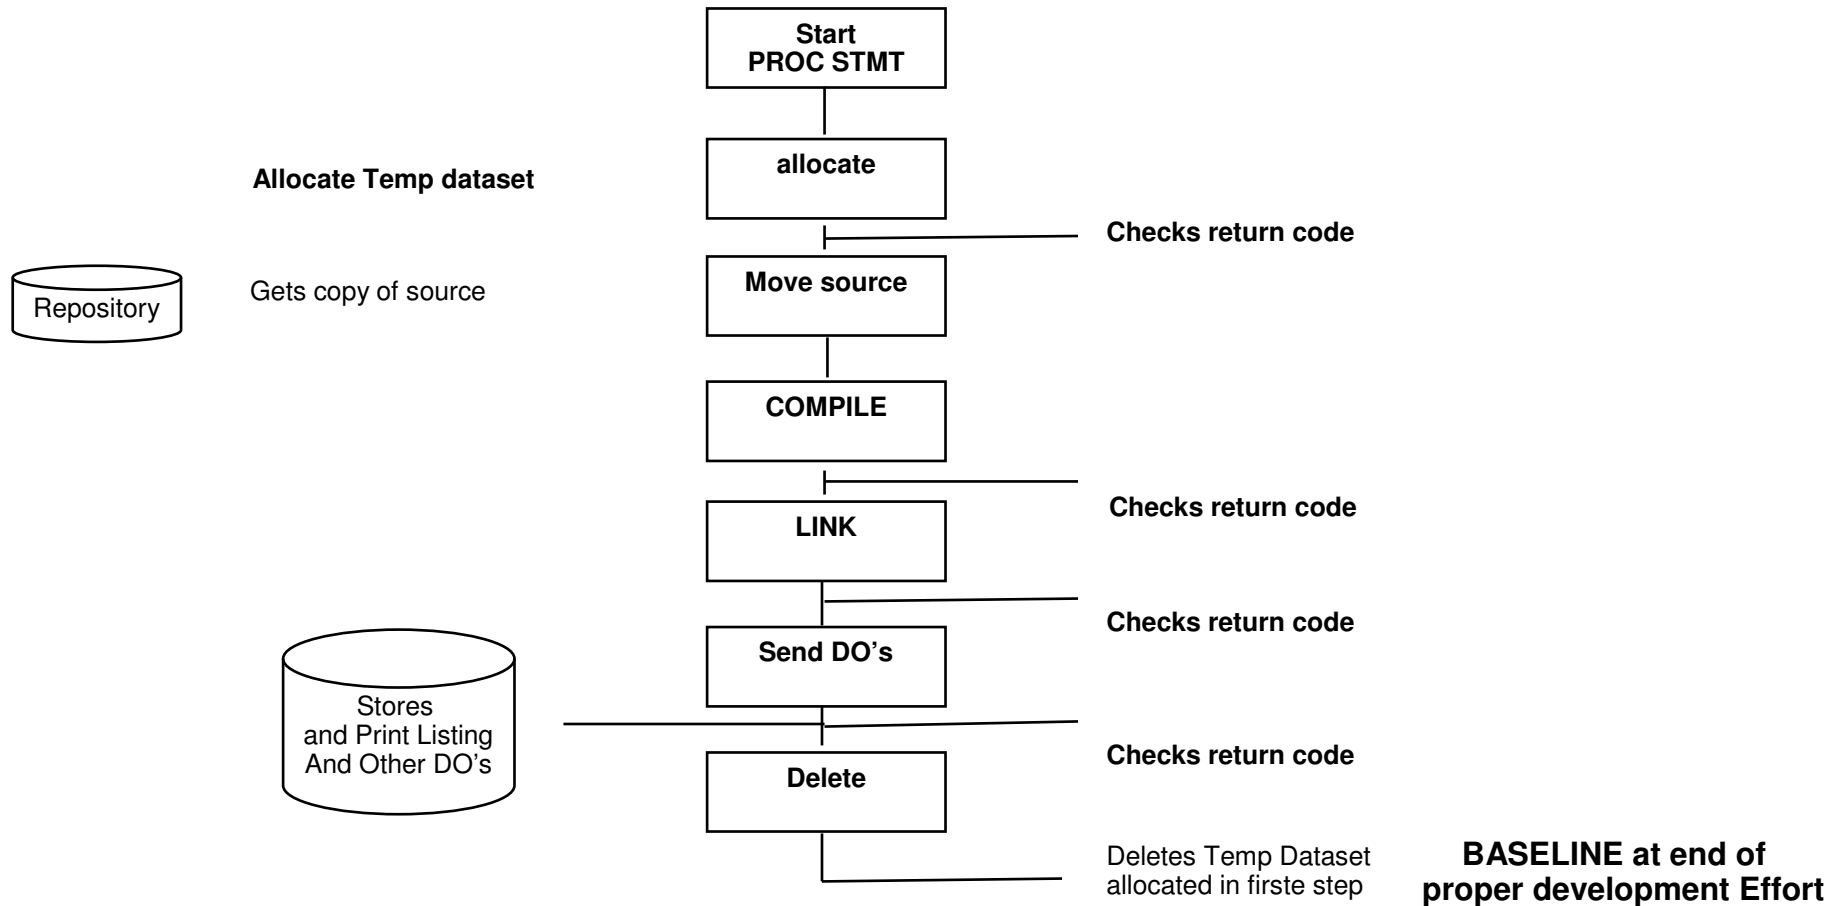 Start
PROC STMT
allocate
Allocate Temp dataset
Checks return code
Move source
Gets copy of source
Repository
COMPILE
Checks return code
LINK
Checks return code
Send DO’s
Stores
and Print Listing
And Other DO’s
Checks return code
Delete
Deletes Temp Dataset
allocated in firste step
BASELINE at end of
proper development Effort